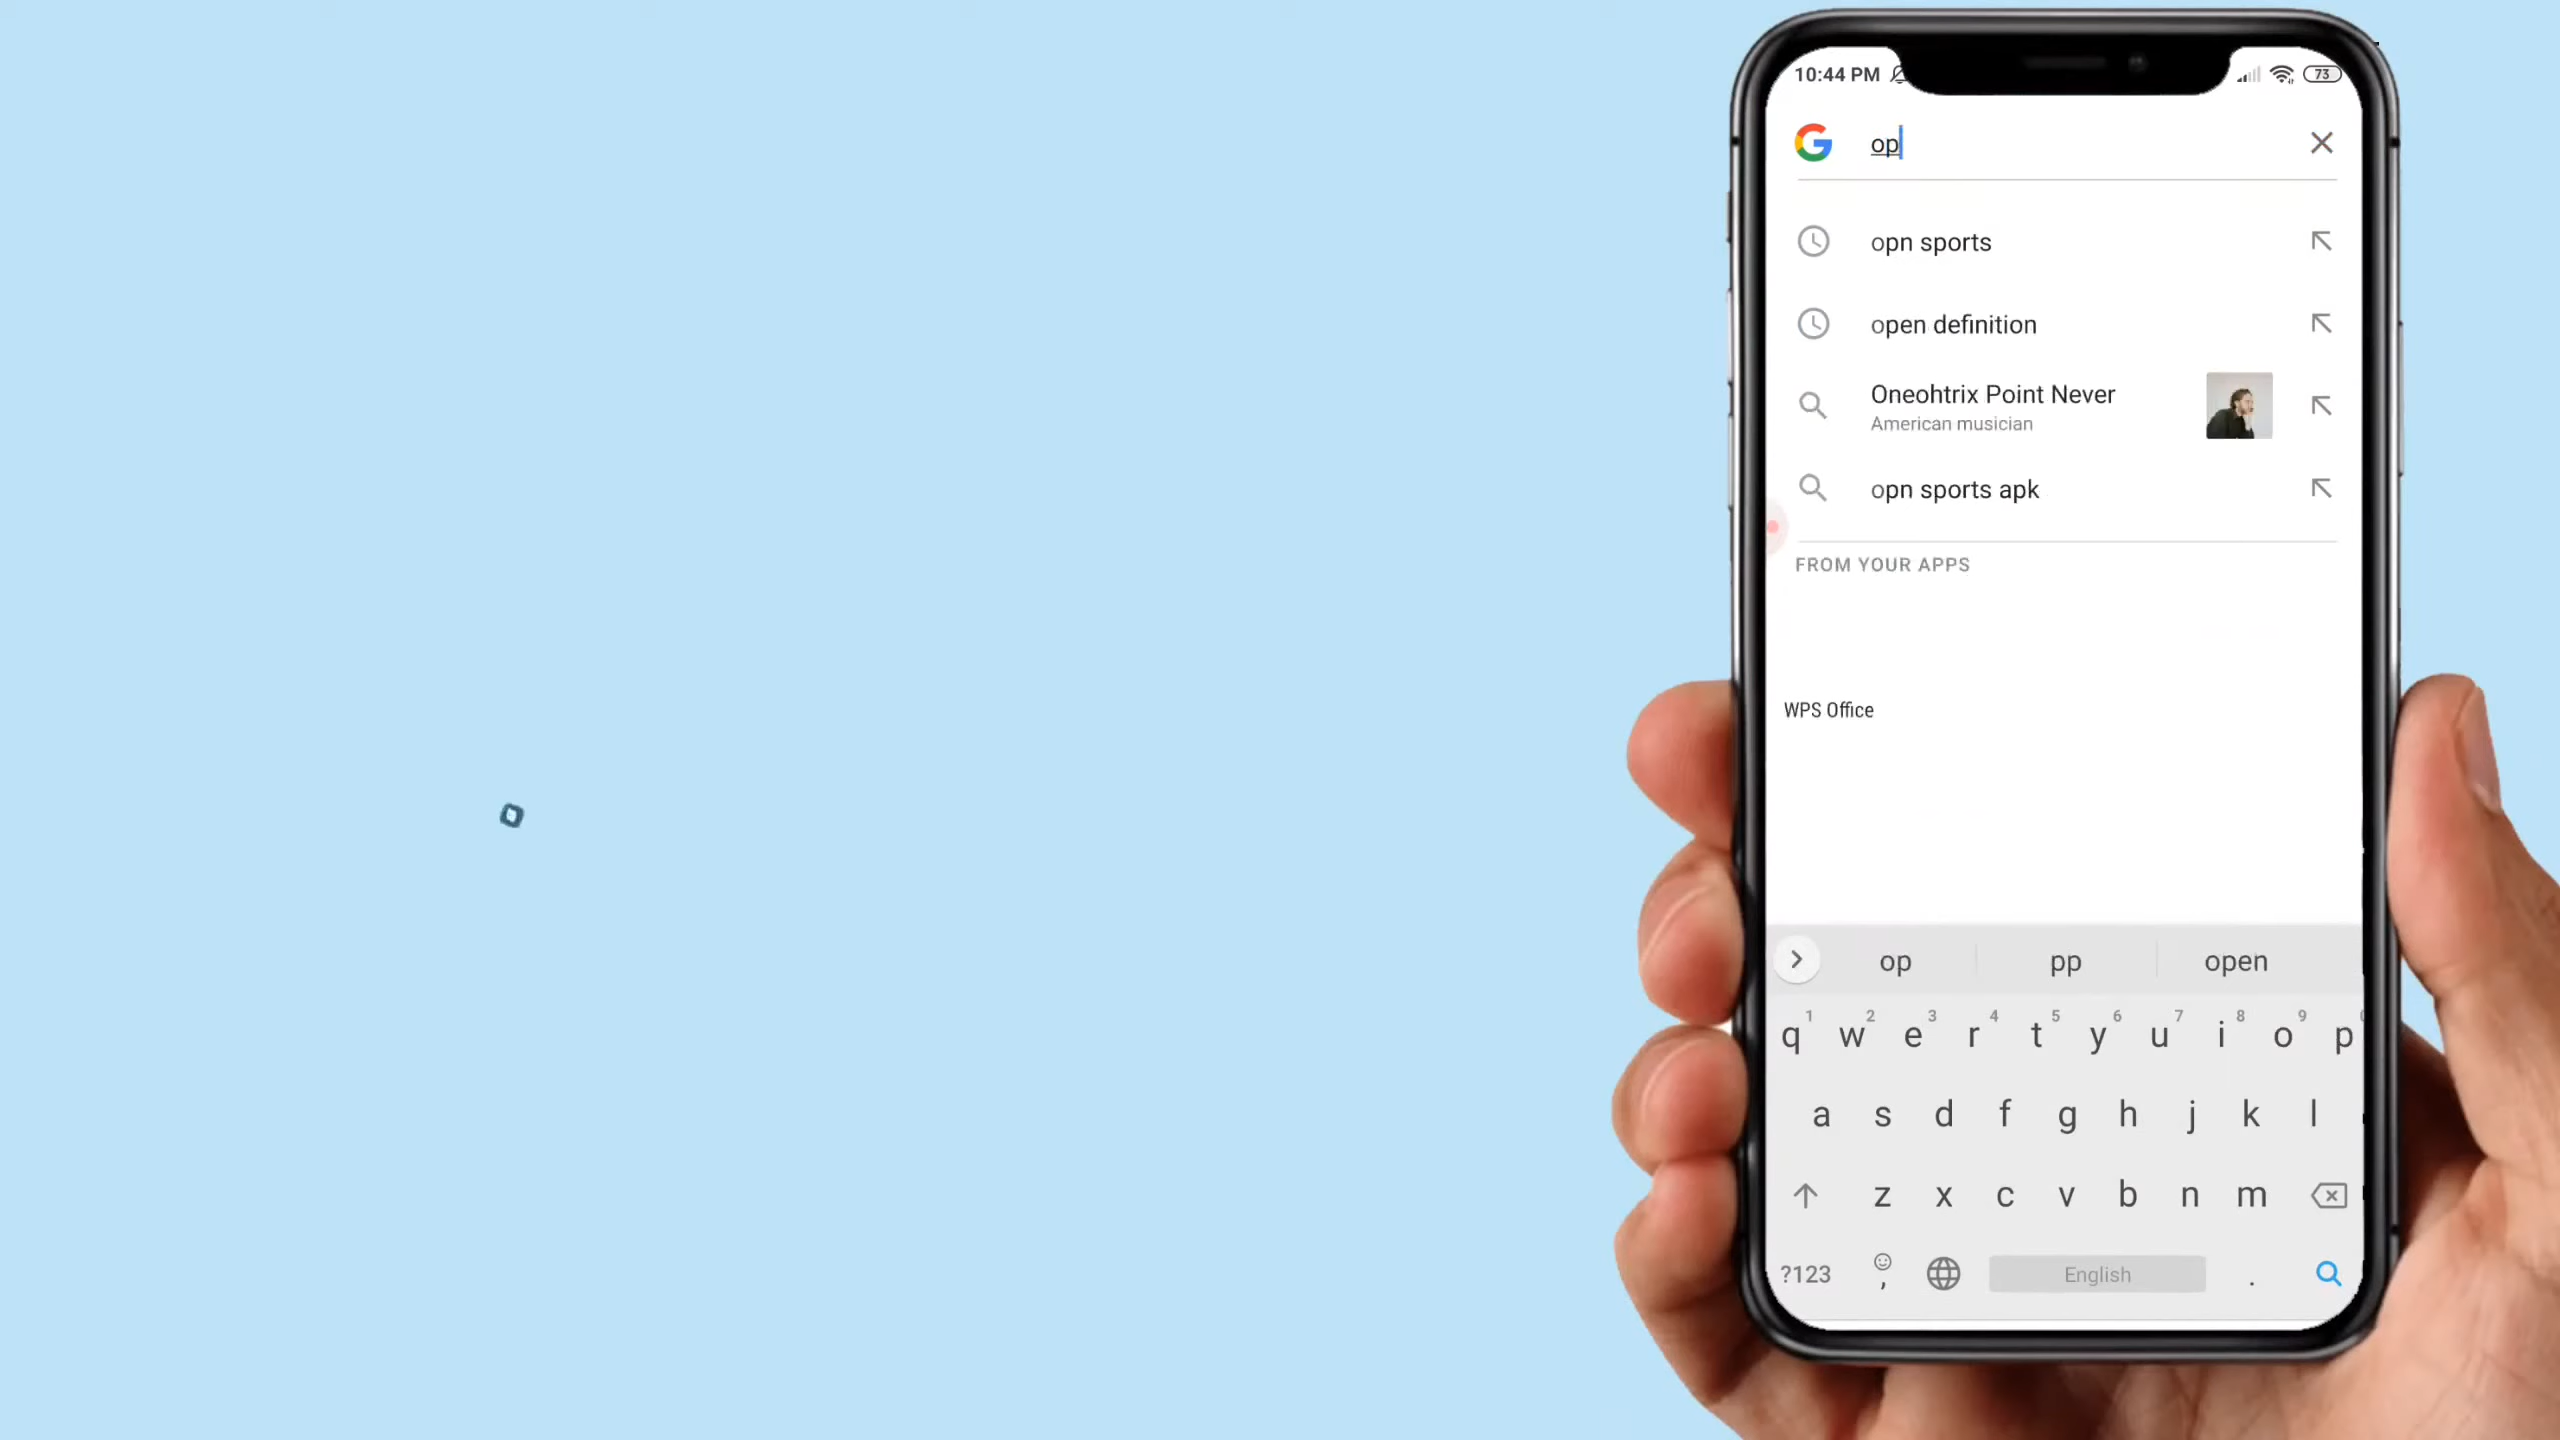 10:44 PM
73
op
opn sports
open definition
Oneohtrix Point Never
American musician
opn sports apk
FROM YOUR APPS
WPS Office
op pp open
1 2 3 4 5 6 7 8 9
q w e r t y u i o p
a s d f g h j k l
z x c v b n m
?123 , English .